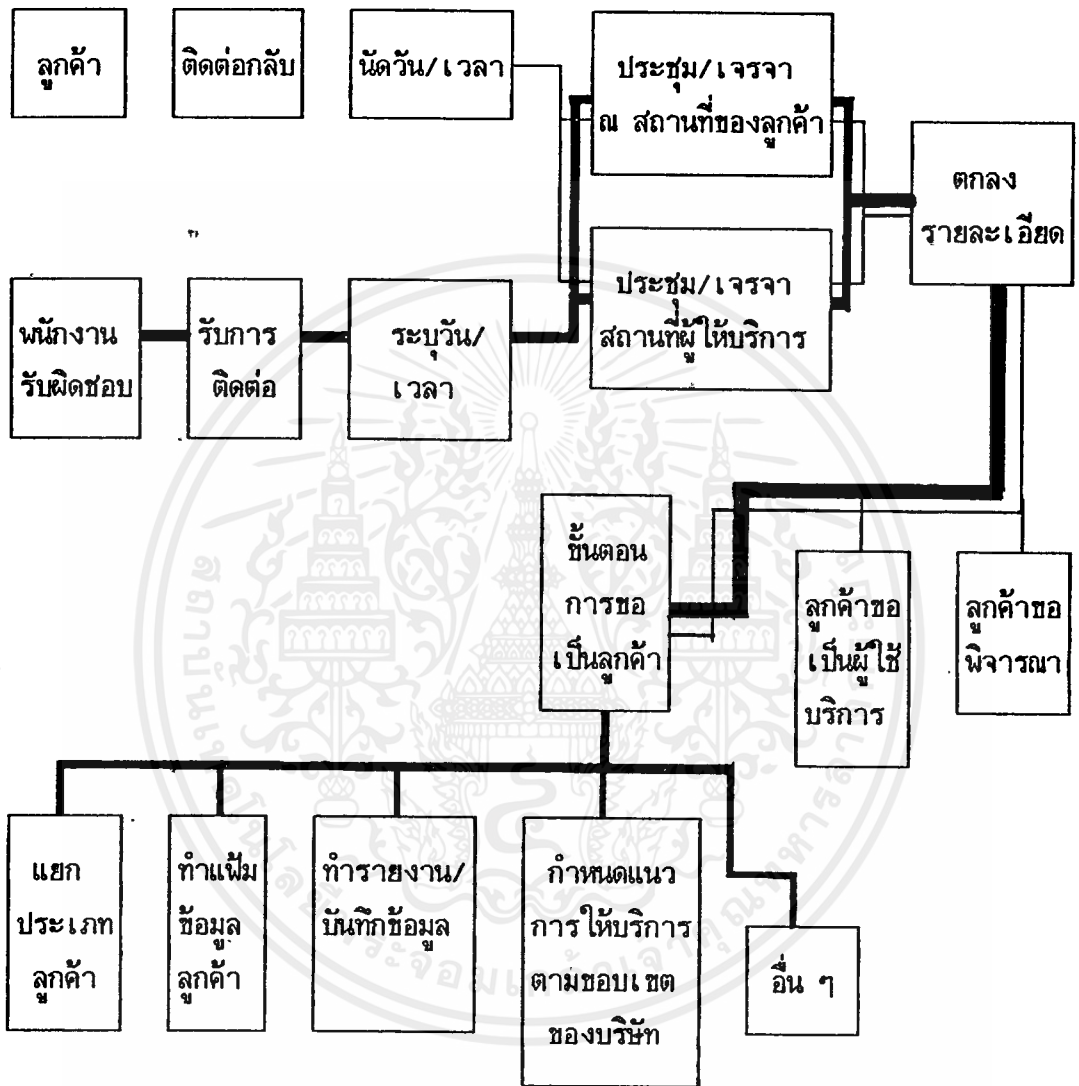 ลูกค้า
ติดต่อกลับ
นัดวัน/เวลา
ประชุม/เจรจา
ณ สถานที่ของลูกค้า
ตกลง
รายละเอียด
ประชุม/เจรจา
สถานที่ผู้ให้บริการ
พนักงาน
รับผิดชอบ
รับการ
ติดต่อ
ระบุวัน/
เวลา
ขั้นตอน
การขอ
เป็นลูกค้า
ลูกค้าขอ
เป็นผู้ใช้
บริการ
ลูกค้าขอ
พิจารณา
แยก
ประเภท
ลูกค้า
ทำแฟ้ม
ข้อมูล
ลูกค้า
ทำรายงาน/
บันทึกข้อมูล
กำหนดแนว
การให้บริการ
ตามขอบเขต
ของบริษัท
อื่น ๆ